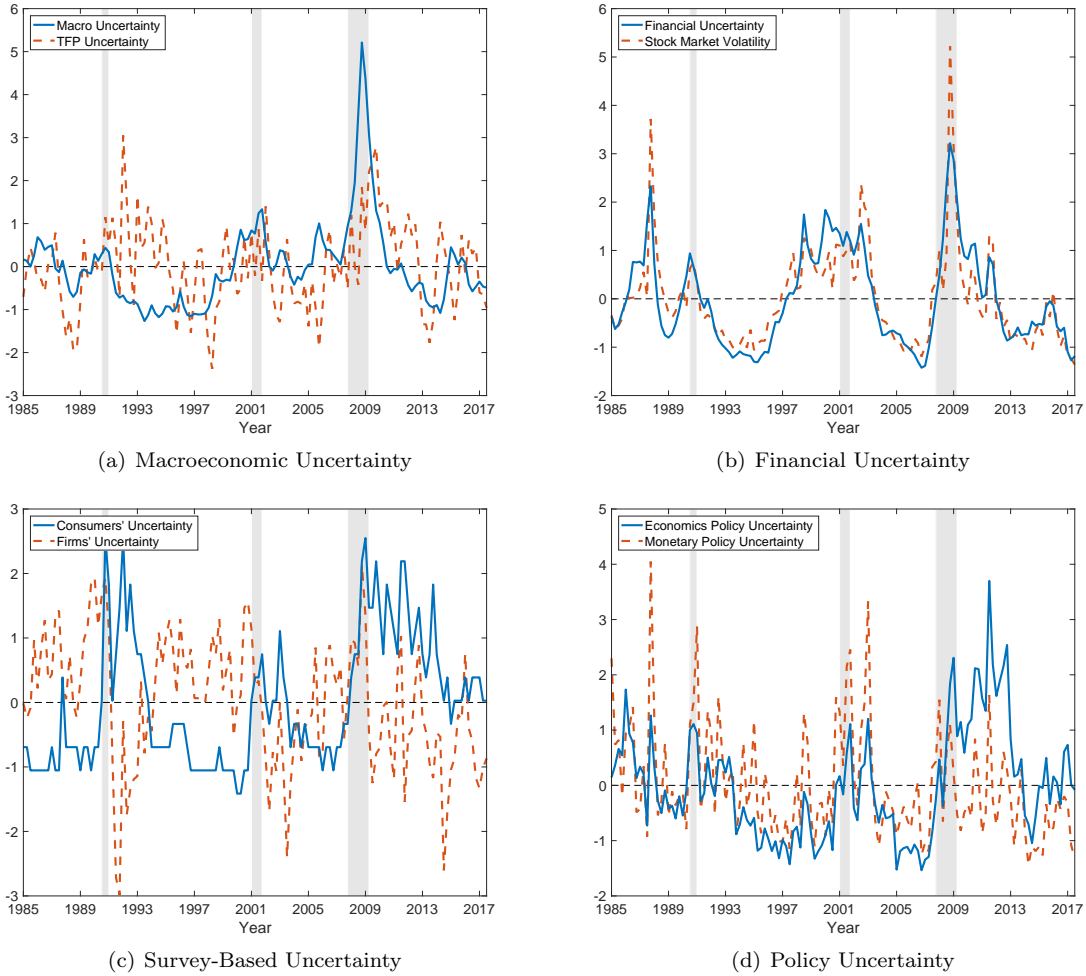 Macro Uncertainty
TFP Uncertainty
6
5
4
3
2
1
0
-1
-2
-3
1985 1989 1993 1997 2001 2005 2009 2013 2017
Year
(a) Macroeconomic Uncertainty
Financial Uncertainty
Stock Market Volatility
6
5
4
3
2
1
0
-1
-2
1985 1989 1993 1997 2001 2005 2009 2013 2017
Year
(b) Financial Uncertainty
Consumers' Uncertainty
Firms' Uncertainty
3
2
1
0
-1
-2
-3
1985 1989 1993 1997 2001 2005 2009 2013 2017
Year
(c) Survey-Based Uncertainty
Economics Policy Uncertainty
Monetary Policy Uncertainty
5
4
3
2
1
0
-1
-2
1985 1989 1993 1997 2001 2005 2009 2013 2017
Year
(d) Policy Uncertainty